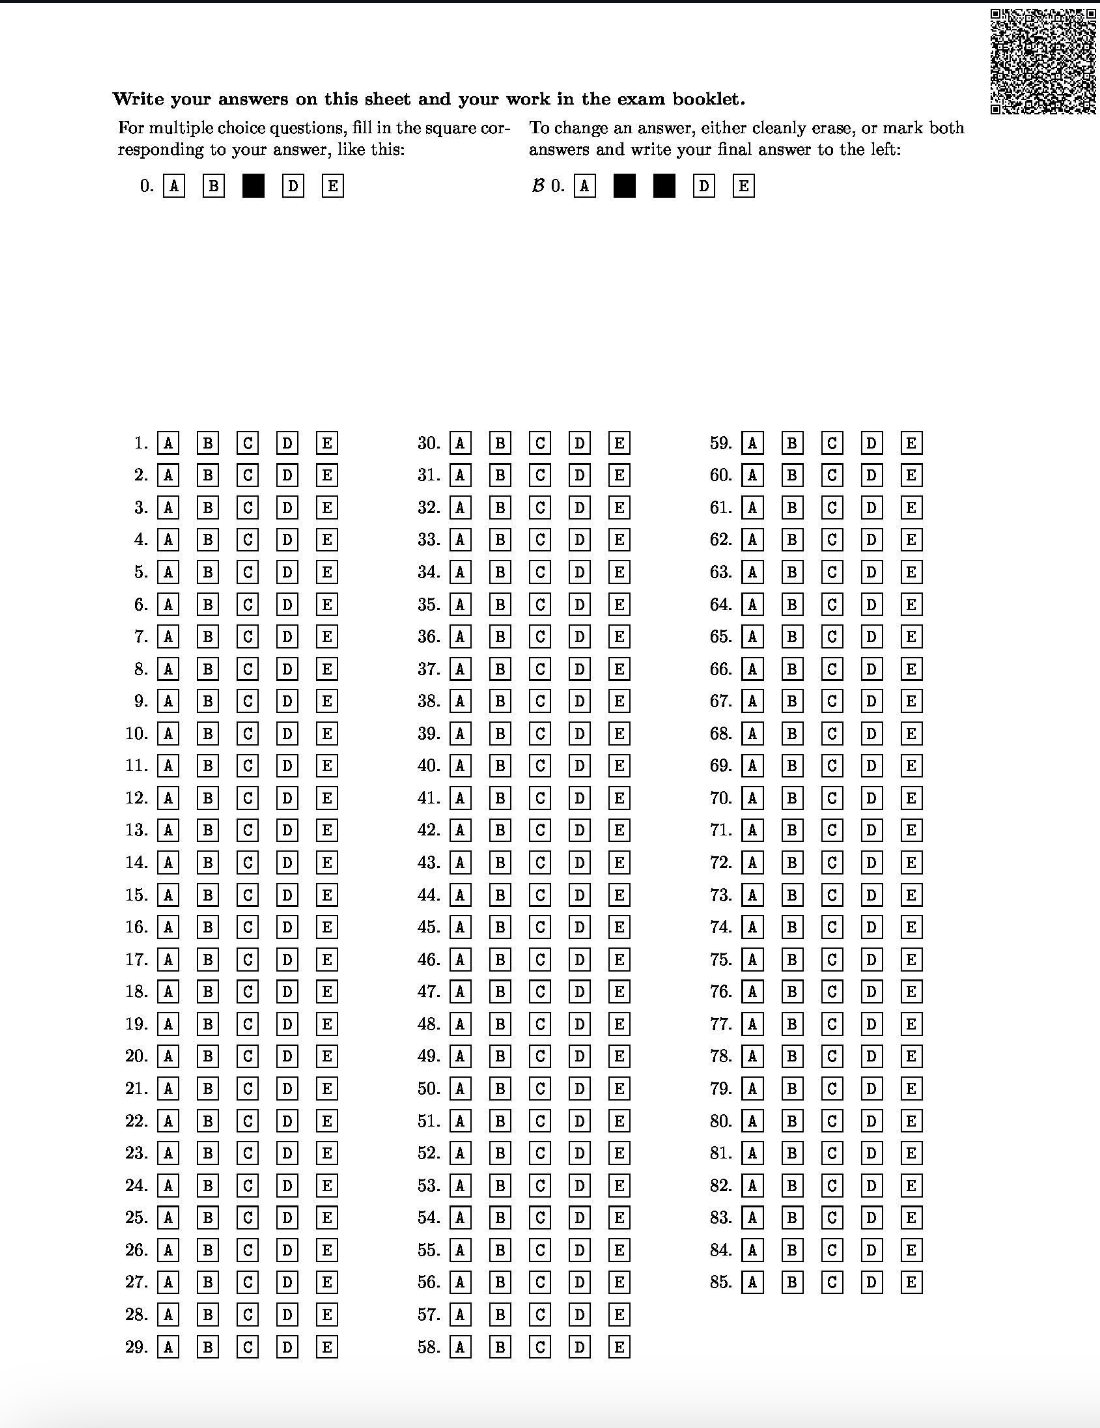 Write your answers on this sheet and your work in the exam booklet.
For multiple choice questions, fill in the square cor-
responding to your answer, like this:
0. A B D E
To change an answer, either cleanly erase, or mark both
answers and write your final answer to the left:
B 0. A D E
1. A B C D E
2. A B C D E
3. A B C D E
4. A B C D E
5. A B C D E
6. A B C D E
7. A B C D E
8. A B C D E
9. A B C D E
10. A B C D E
11. A B C D E
12. A B C D E
13. A B C D E
14. A B C D E
15. A B C D E
16. A B C D E
17. A B C D E
18. A B C D E
19. A B C D E
20. A B C D E
21. A B C D E
22. A B C D E
23. A B C D E
24. A B C D E
25. A B C D E
26. A B C D E
27. A B C D E
28. A B C D E
29. A B C D E
30. A B C D E
31. A B C D E
32. A B C D E
33. A B C D E
34. A B C D E
35. A B C D E
36. A B C D E
37. A B C D E
38. A B C D E
39. A B C D E
40. A B C D E
41. A B C D E
42. A B C D E
43. A B C D E
44. A B C D E
45. A B C D E
46. A B C D E
47. A B C D E
48. A B C D E
49. A B C D E
50. A B C D E
51. A B C D E
52. A B C D E
53. A B C D E
54. A B C D E
55. A B C D E
56. A B C D E
57. A B C D E
58. A B C D E
59. A B C D E
60. A B C D E
61. A B C D E
62. A B C D E
63. A B C D E
64. A B C D E
65. A B C D E
66. A B C D E
67. A B C D E
68. A B C D E
69. A B C D E
70. A B C D E
71. A B C D E
72. A B C D E
73. A B C D E
74. A B C D E
75. A B C D E
76. A B C D E
77. A B C D E
78. A B C D E
79. A B C D E
80. A B C D E
81. A B C D E
82. A B C D E
83. A B C D E
84. A B C D E
85. A B C D E